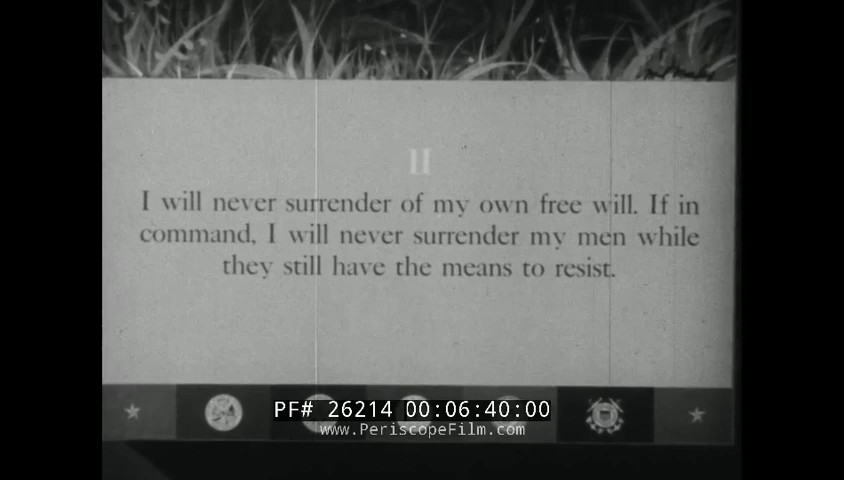 II
I will never surrender of my own free will. If in
command, I will never surrender my men while
they still have the means to resist.
PF# 26214 00:06:40:00
www.PeriscopeFilm.com